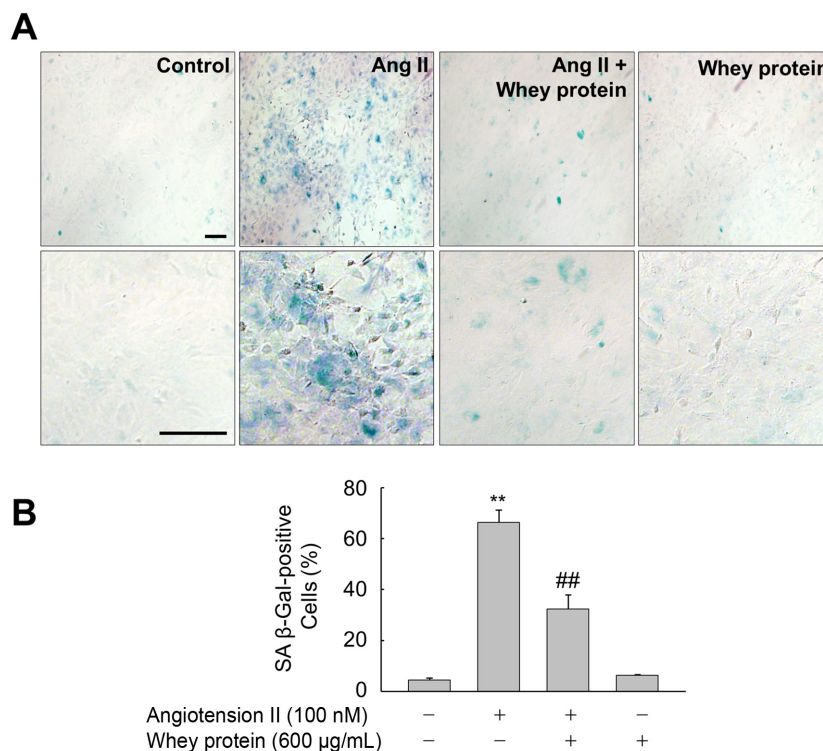 A
Control
Ang II
Ang II +
Whey protein
Whey protein
B
SA β-Gal-positive
Cells (%)
80
60
40
20
0
**
##
Angiotension II (100 nM) − + + −
Whey protein (600 µg/mL) − − + +